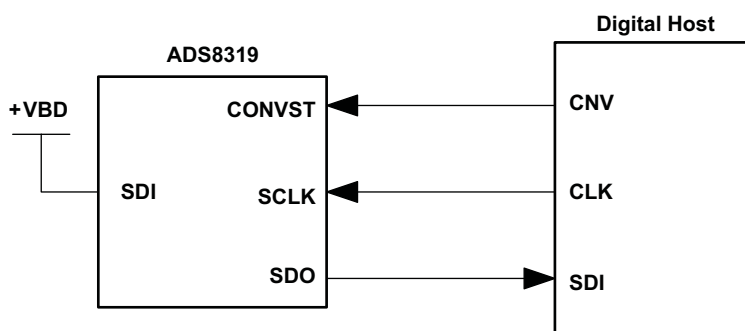 Digital Host
ADS8319
+VBD
CONVST
CNV
SDI
SCLK
CLK
SDO
SDI